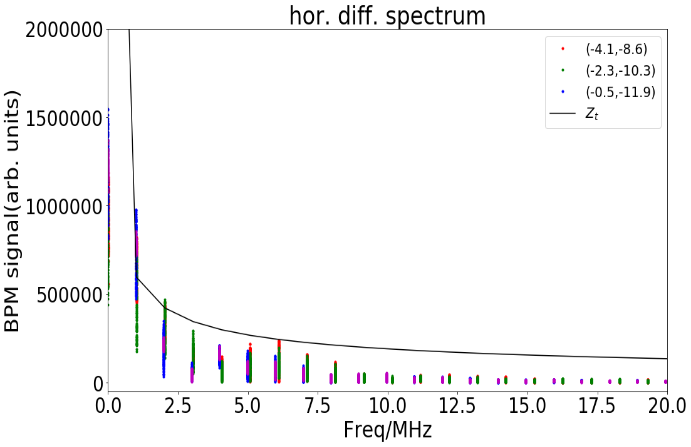 hor. diff. spectrum
2000000
1500000
1000000
500000
0
BPM signal(arb. units)
(-4.1,-8.6)
(-2.3,-10.3)
(-0.5,-11.9)
Z_t
0.0 2.5 5.0 7.5 10.0 12.5 15.0 17.5 20.0
Freq/MHz